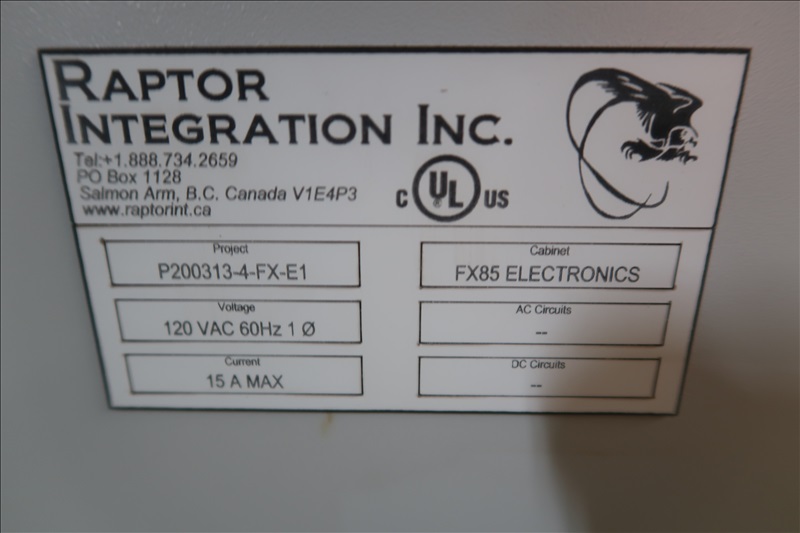 RAPTOR
INTEGRATION INC.
Tel:+1.888.734.2659
PO Box 1128
Salmon Arm, B.C. Canada V1E4P3
www.raptorint.ca
C UL US
Project
P200313-4-FX-E1
Cabinet
FX85 ELECTRONICS
Voltage
120 VAC 60Hz 1 Ø
AC Circuits
--
Current
15 A MAX
DC Circuits
--